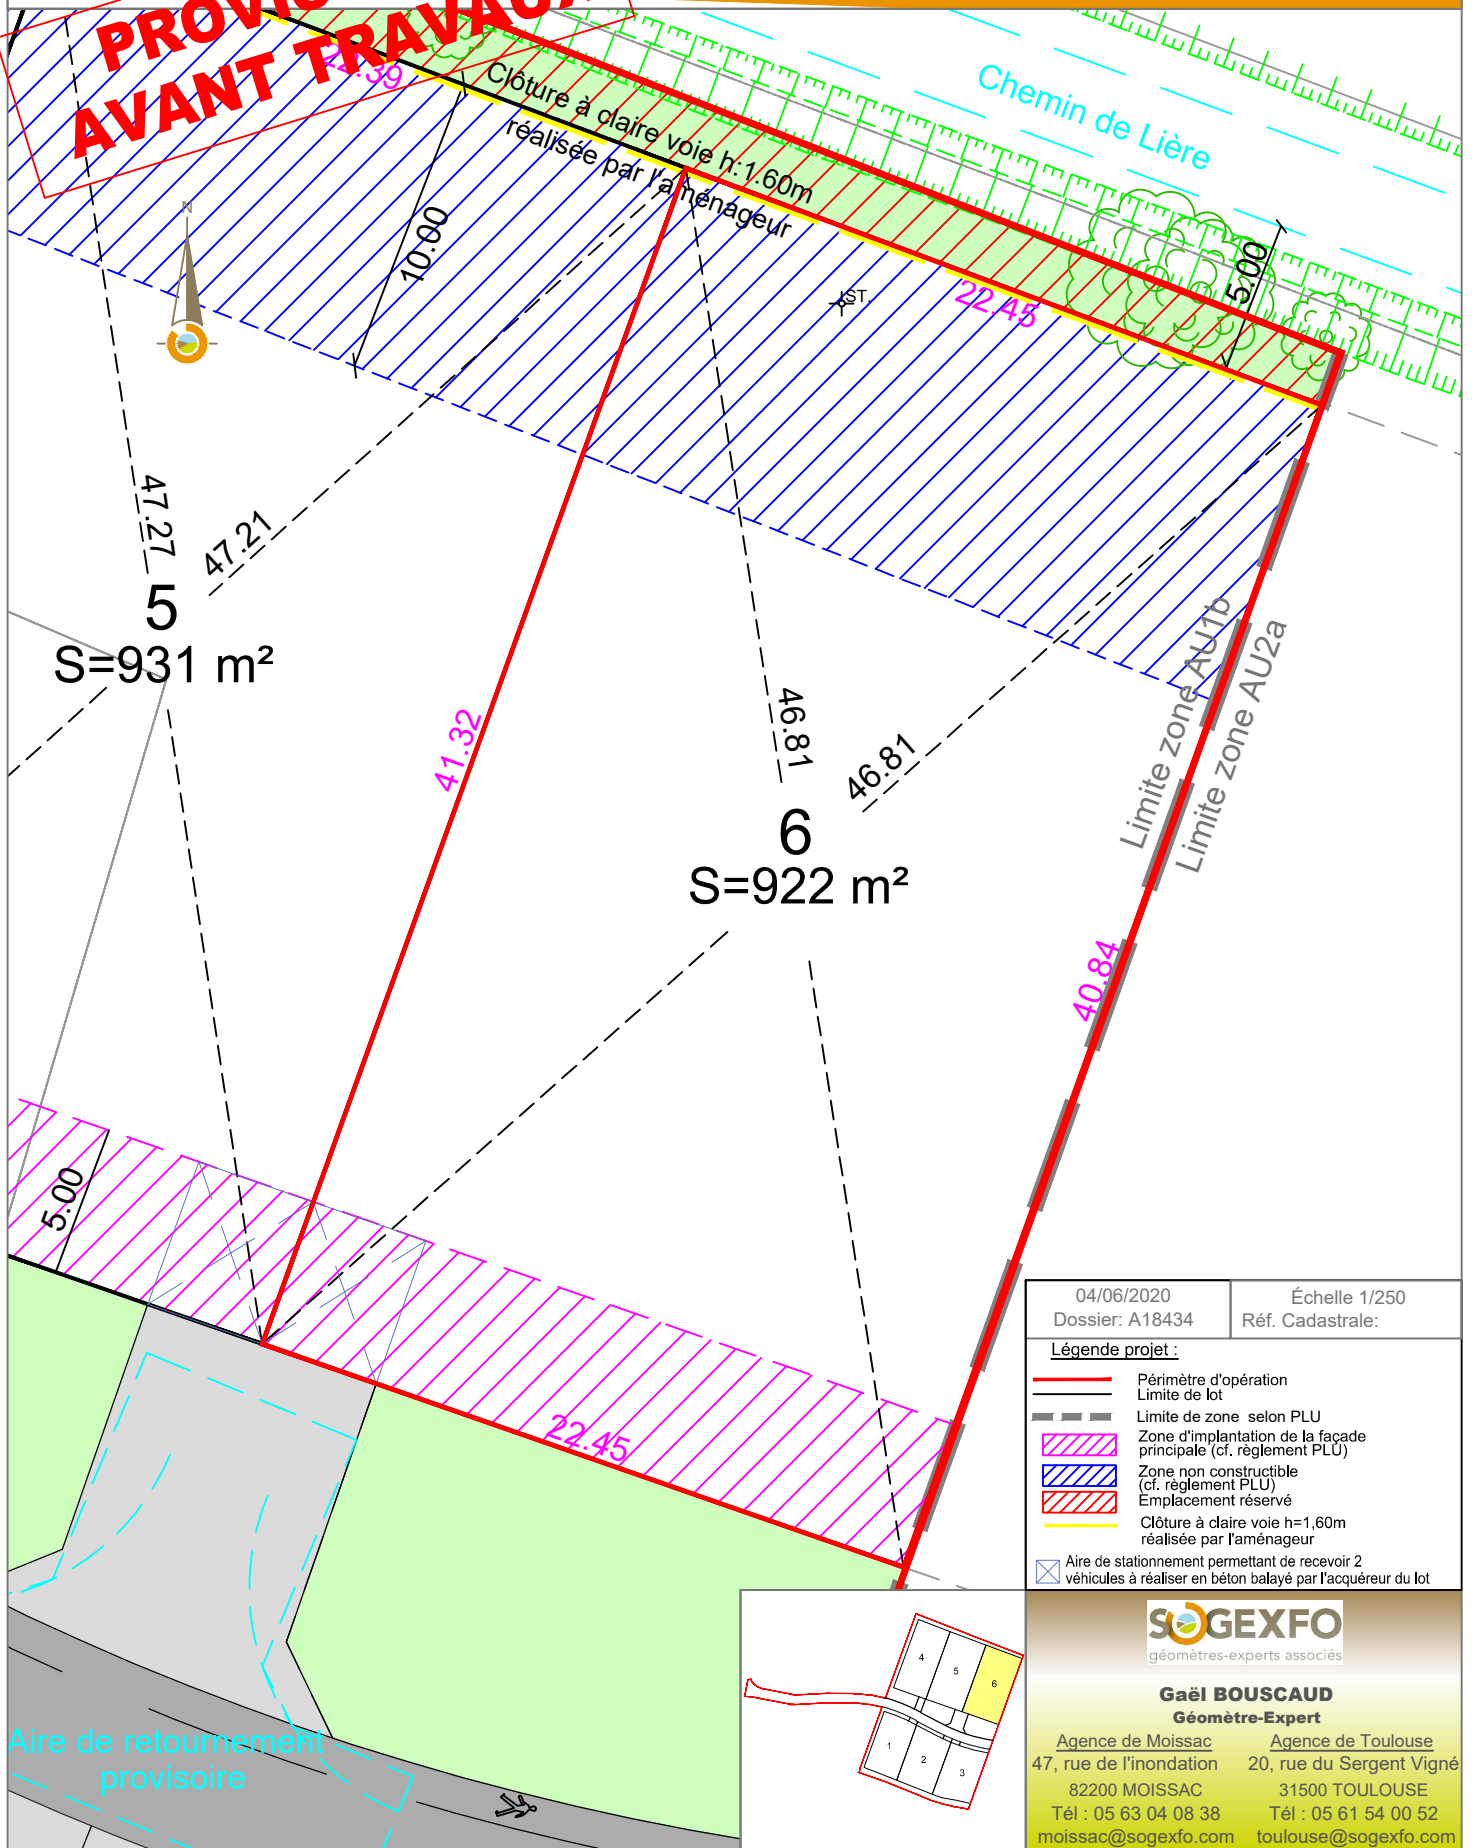 AVANT TRAVAUX
22.39
Clôture à claire voie h:1.60m
réalisée par l'aménageur
Chemin de Lière
10.00
5.00
N
ST.
22.45
47.27
47.21
5
S=931 m²
41.32
46.81
46.81
6
S=922 m²
Limite zone AU1b
Limite zone AU2a
40.84
5.00
22.45
Aire de retournement
provisoire
04/06/2020
Dossier: A18434
Échelle 1/250
Réf. Cadastrale:
Légende projet :
Périmètre d'opération
Limite de lot
Limite de zone selon PLU
Zone d'implantation de la façade
principale (cf. règlement PLU)
Zone non constructible
(cf. règlement PLU)
Emplacement réservé
Clôture à claire voie h=1,60m
réalisée par l'aménageur
Aire de stationnement permettant de recevoir 2
véhicules à réaliser en béton balayé par l'acquéreur du lot
4
5
6
1
2
3
SOGEXFO
géomètres-experts associés
Gaël BOUSCAUD
Géomètre-Expert
Agence de Moissac
47, rue de l'inondation
82200 MOISSAC
Tél : 05 63 04 08 38
moissac@sogexfo.com
Agence de Toulouse
20, rue du Sergent Vigné
31500 TOULOUSE
Tél : 05 61 54 00 52
toulouse@sogexfo.com